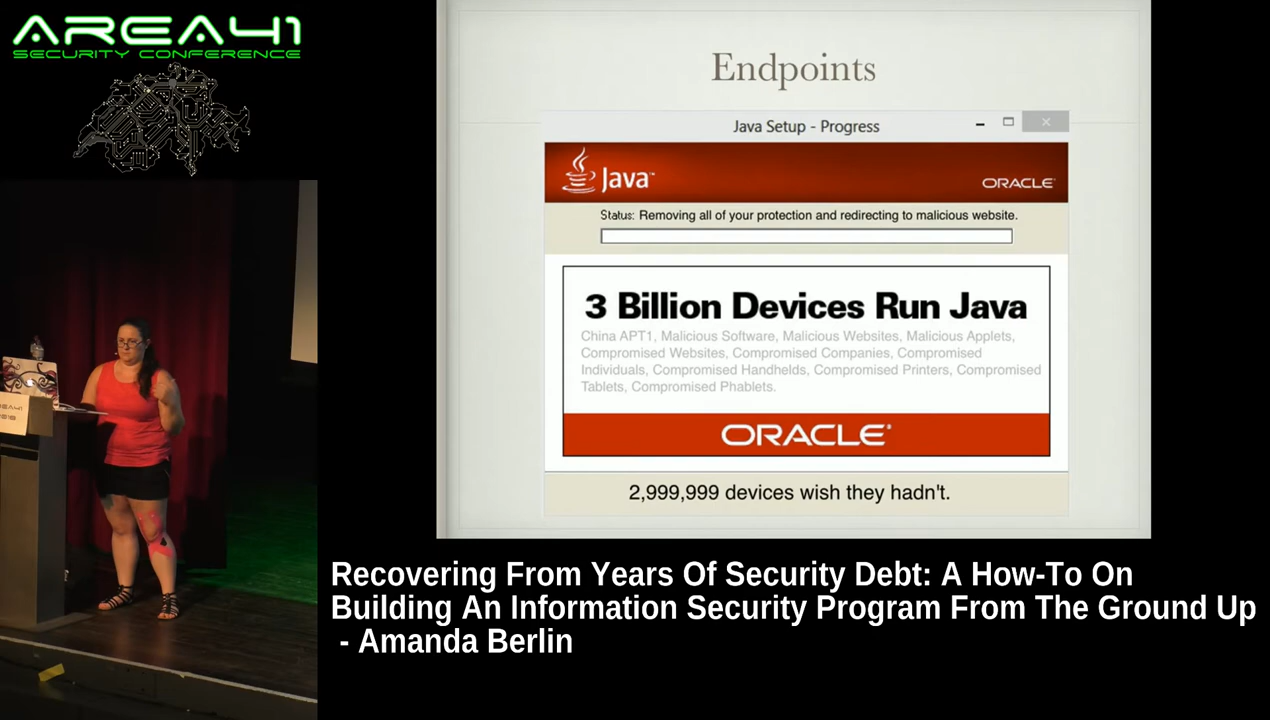 AREA41
SECURITY CONFERENCE
Endpoints
Java Setup - Progress
Java™
ORACLE
Status: Removing all of your protection and redirecting to malicious website.
3 Billion Devices Run Java
China APT1, Malicious Software, Malicious Websites, Malicious Applets,
Compromised Websites, Compromised Companies, Compromised
Individuals, Compromised Handhelds, Compromised Printers, Compromised
Tablets, Compromised Phablets.
ORACLE®
2,999,999 devices wish they hadn't.
AREA41
2018
Recovering From Years Of Security Debt: A How-To On
Building An Information Security Program From The Ground Up
- Amanda Berlin